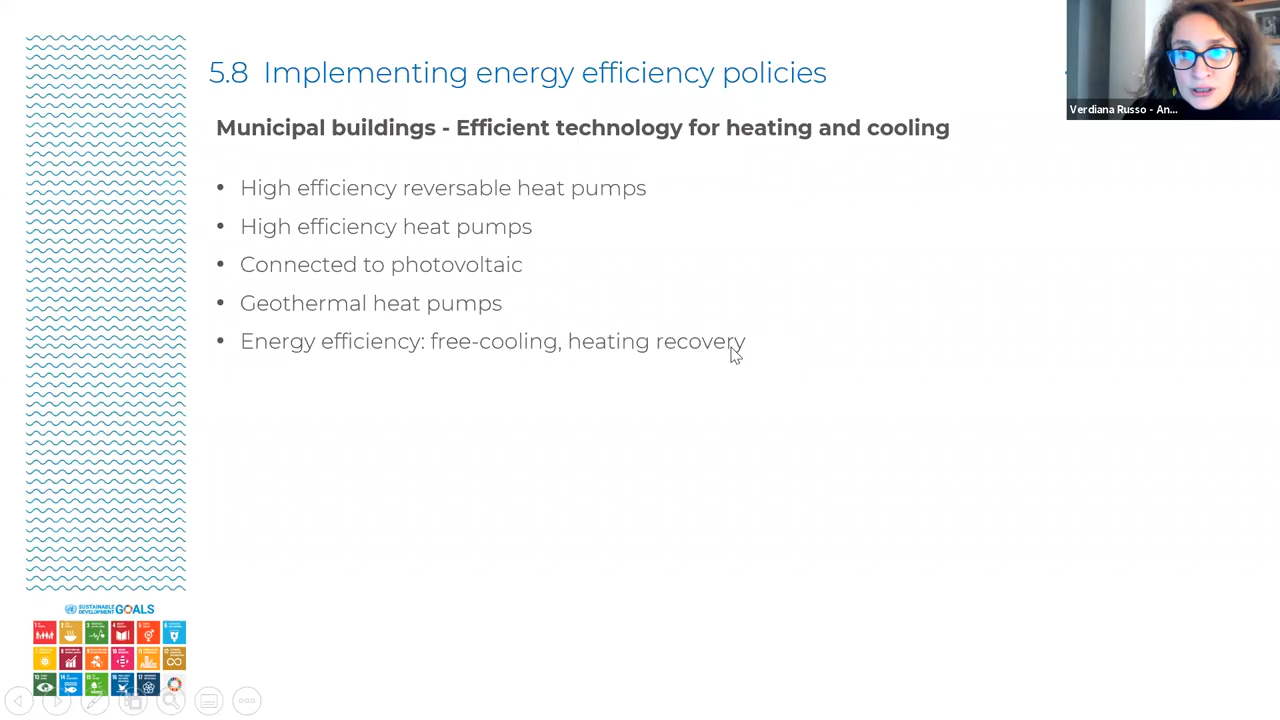 5.8 Implementing energy efficiency policies
Verdiana Russo - An...
Municipal buildings - Efficient technology for heating and cooling
• High efficiency reversable heat pumps
• High efficiency heat pumps
• Connected to photovoltaic
• Geothermal heat pumps
• Energy efficiency: free-cooling, heating recovery
SUSTAINABLE
DEVELOPMENT GOALS